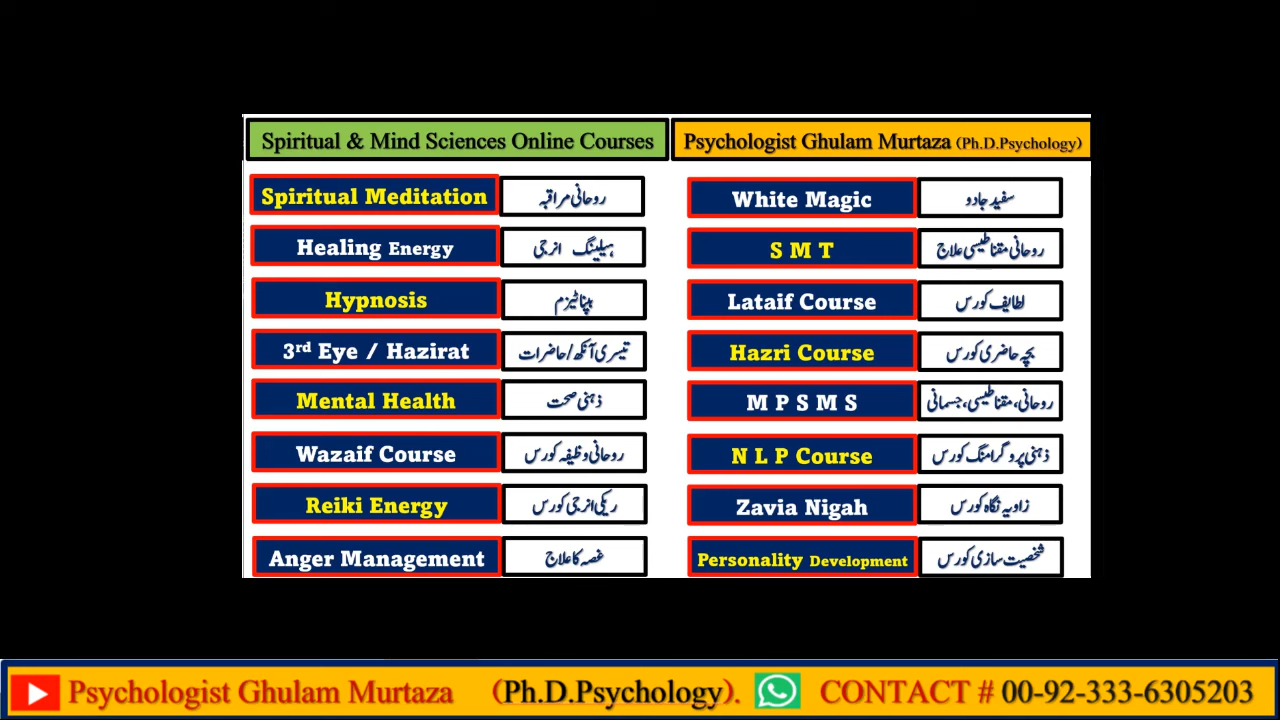 Spiritual & Mind Sciences Online Courses
Psychologist Ghulam Murtaza (Ph.D.Psychology)
Spiritual Meditation روحانی مراقبہ
Healing Energy ہیلینگ انرجی
Hypnosis ہپناٹیزم
3rd Eye / Hazirat تیسری آنکھ/حاضرات
Mental Health ذہنی صحت
Wazaif Course روحانی وظیفہ کورس
Reiki Energy ریکی انرجی کورس
Anger Management غصہ کا علاج
White Magic سفید جادو
S M T روحانی مقناطیسی علاج
Lataif Course لطایف کورس
Hazri Course بچہ حاضری کورس
M P S M S روحانی، مقناطیسی، جسمانی
N L P Course ذہنی پروگرامنگ کورس
Zavia Nigah زاویہ نگاہ کورس
Personality Development شخصیت سازی کورس
Psychologist Ghulam Murtaza (Ph.D.Psychology). CONTACT # 00-92-333-6305203